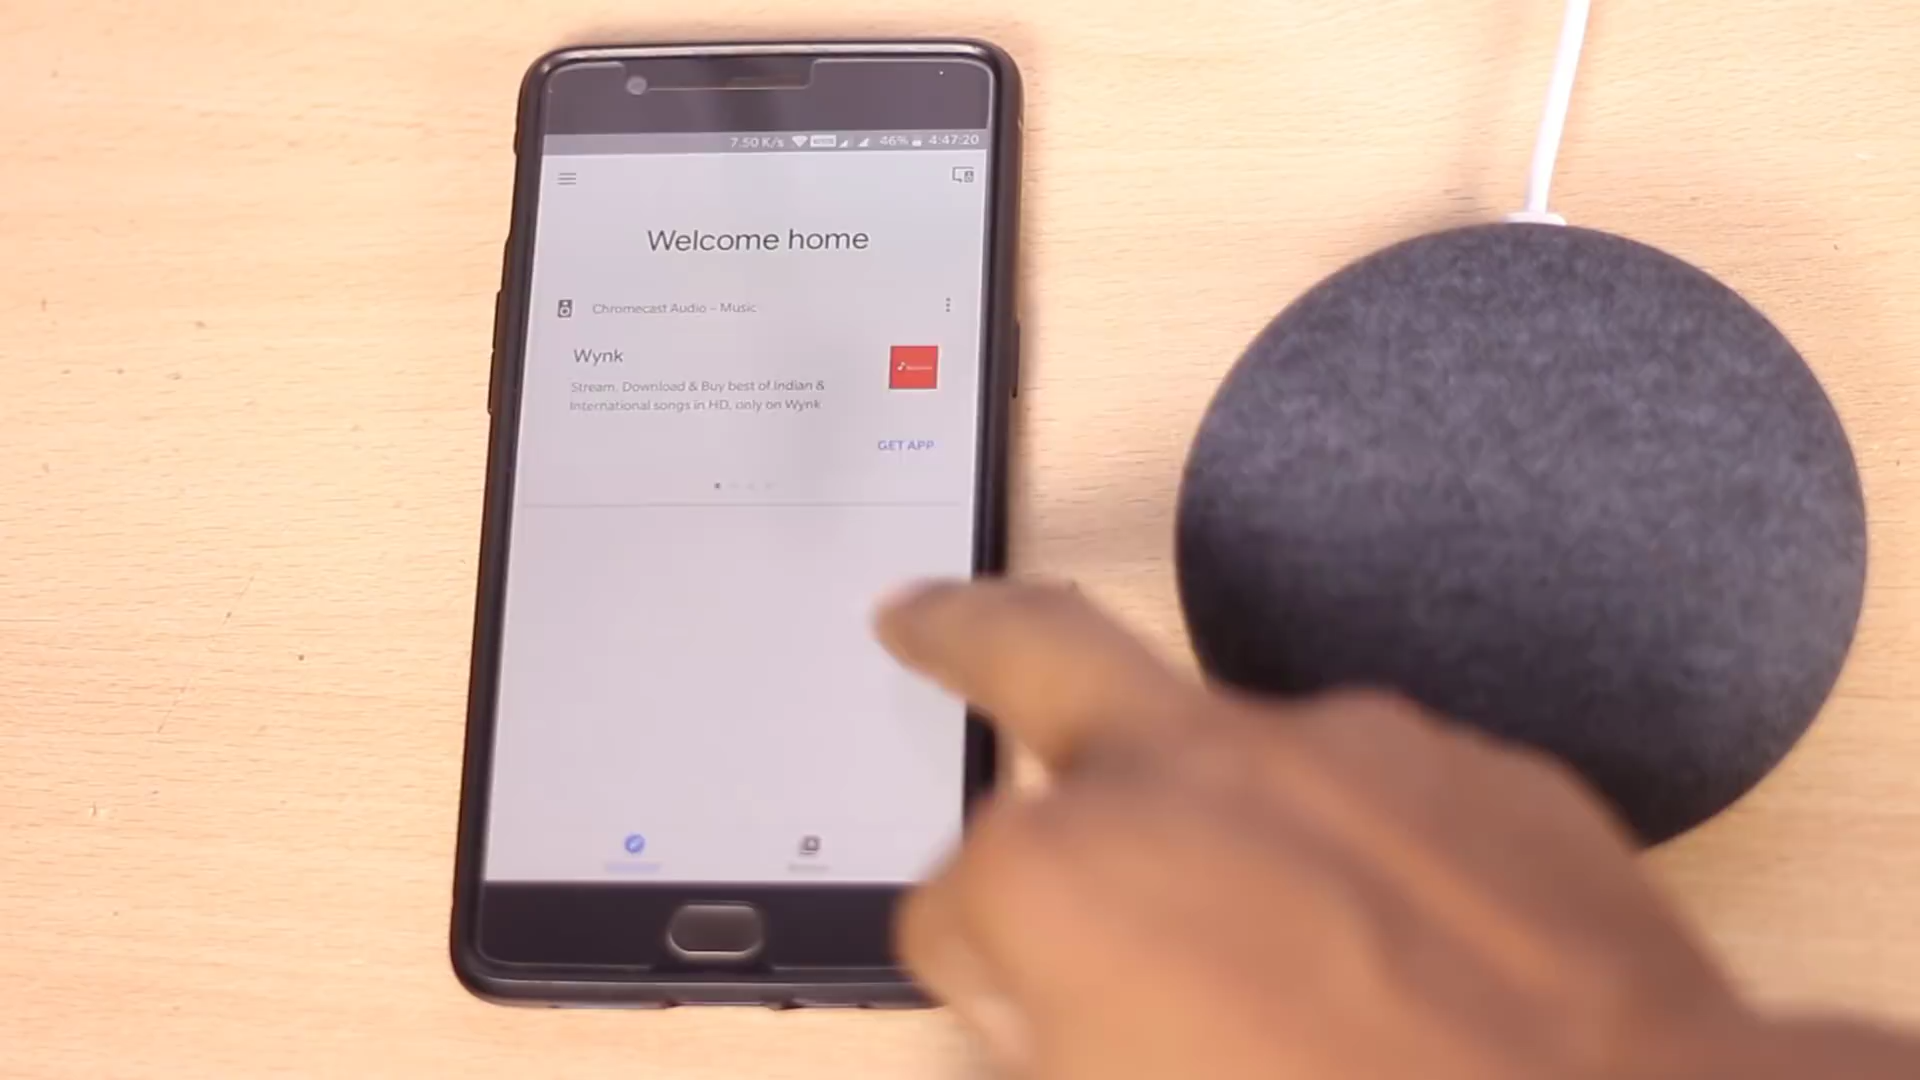 7.50 K/s 46% 4:47:20
Welcome home
Chromecast Audio – Music
Wynk
Stream, Download & Buy best of Indian &
International songs in HD, only on Wynk
GET APP